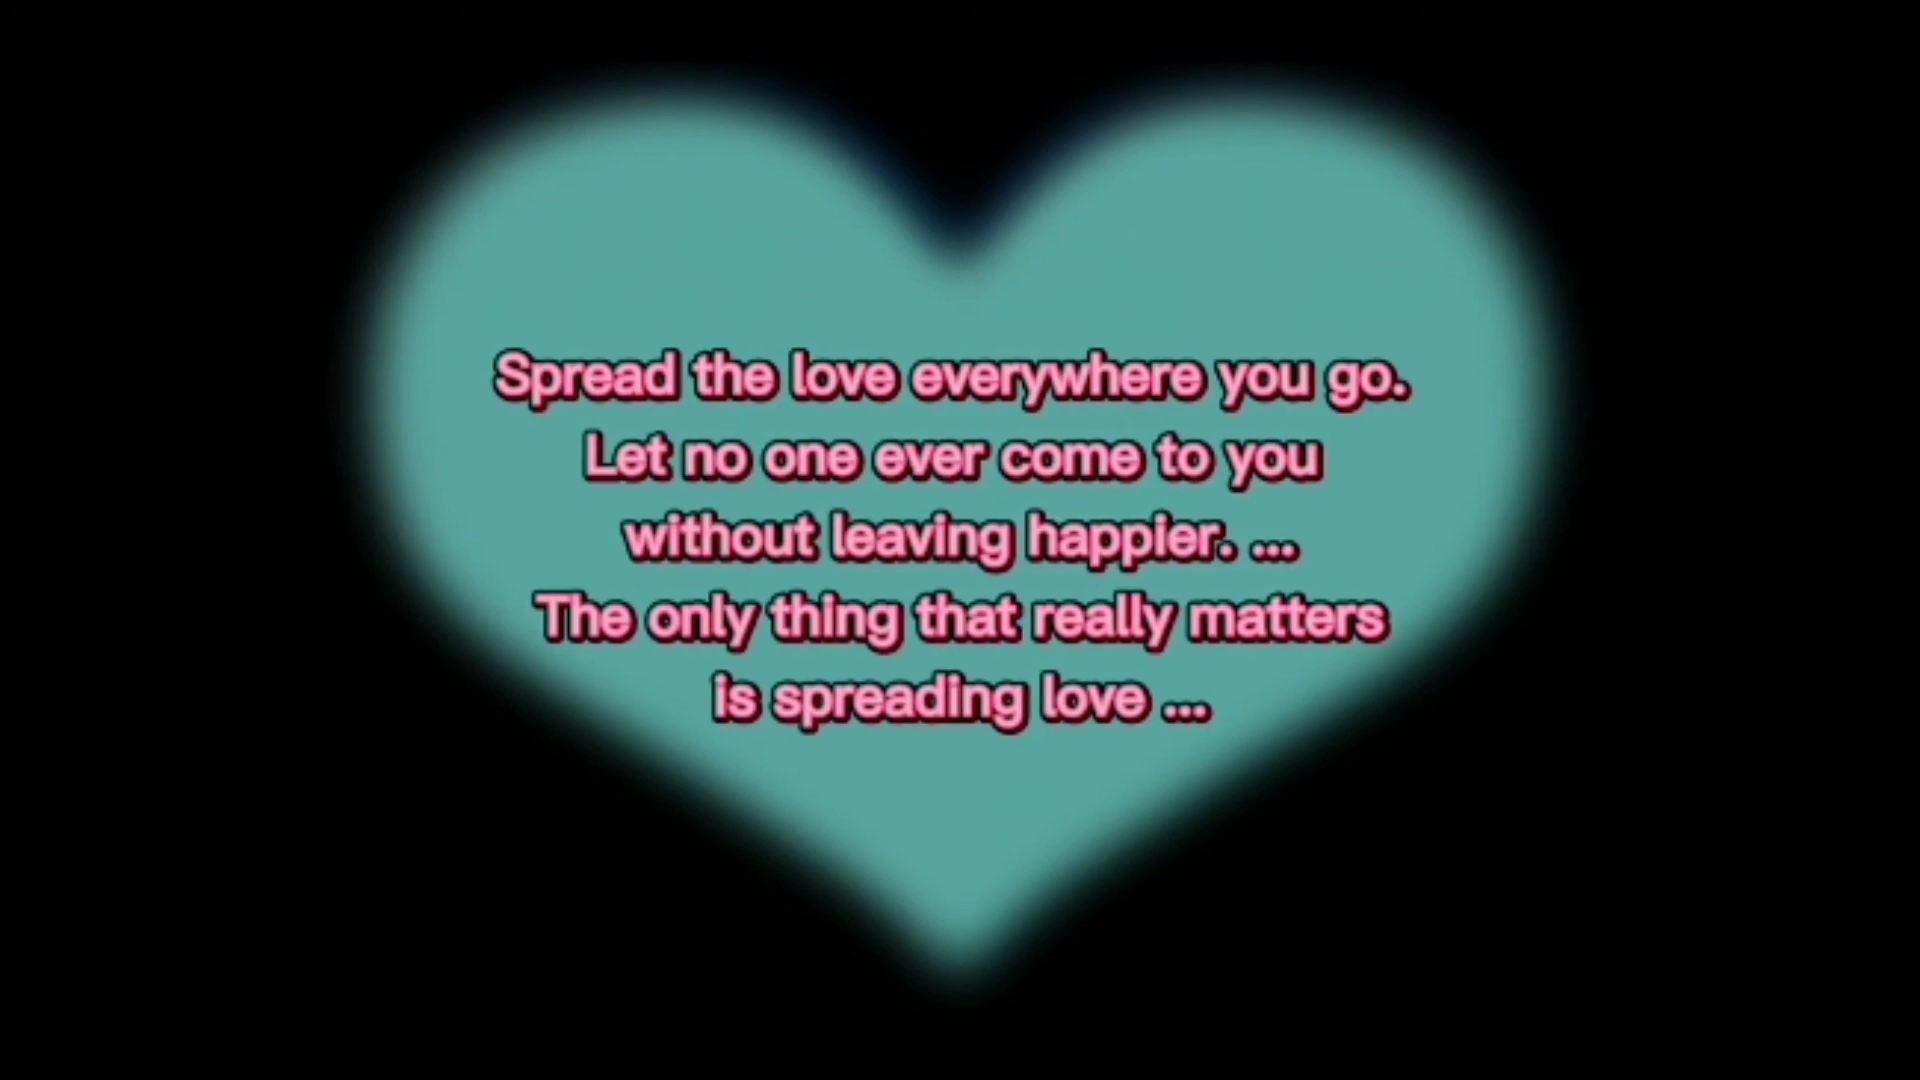 Spread the love everywhere you go.
Let no one ever come to you
without leaving happier. ...
The only thing that really matters
is spreading love ...